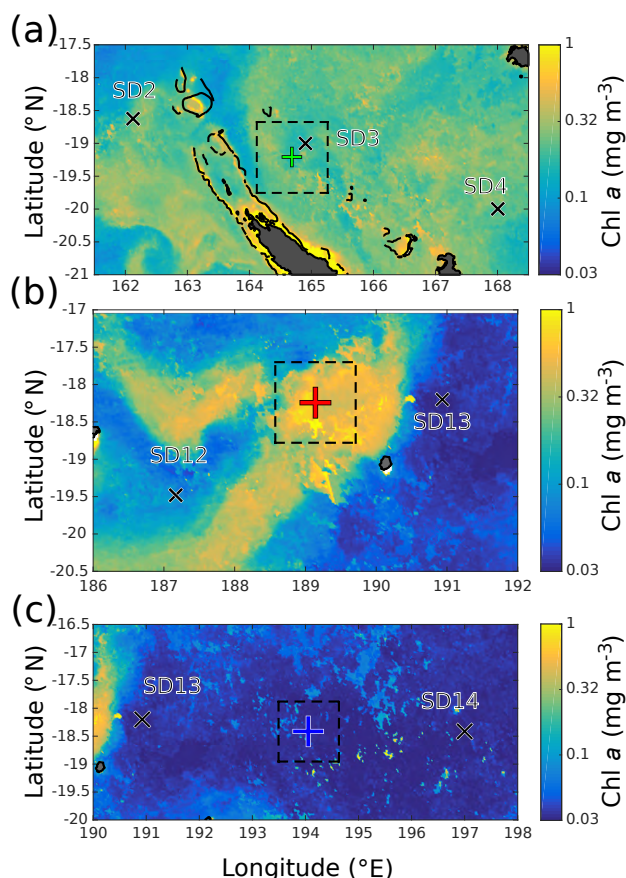 (a)
-17.5
-18
-18.5
-19
-19.5
-20
-20.5
-21
Latitude (° N)
SD2
SD3
SD4
162 163 164 165 166 167 168
1
0.32
0.1
0.03
Chl a (mg m-3)
(b)
-17
-17.5
-18
-18.5
-19
-19.5
-20
-20.5
Latitude (° N)
SD13
SD12
186 187 188 189 190 191 192
1
0.32
0.1
0.03
Chl a (mg m-3)
(c)
-16.5
-17
-17.5
-18
-18.5
-19
-19.5
-20
Latitude (° N)
SD13
SD14
190 191 192 193 194 195 196 197 198
1
0.32
0.1
0.03
Chl a (mg m-3)
Longitude (°E)